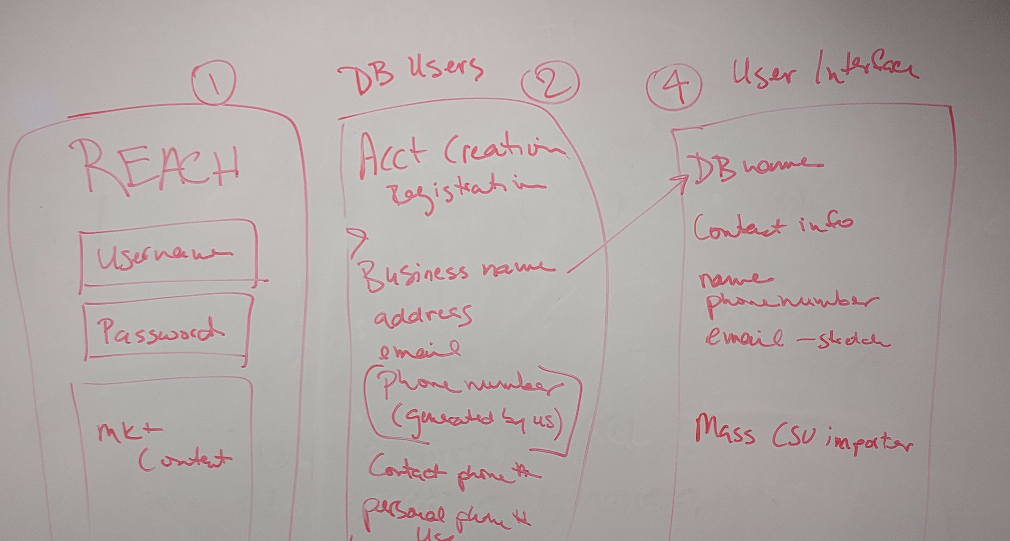 1
REACH
Username
Password
mkt
Content
DB Users
2
Acct Creation
Registration
Business name
address
email
phone number
(generated by us)
Contact phone #
personal phone #
4
User Interface
DB name
Contact info
name
phone number
email -
Mass CSV importer